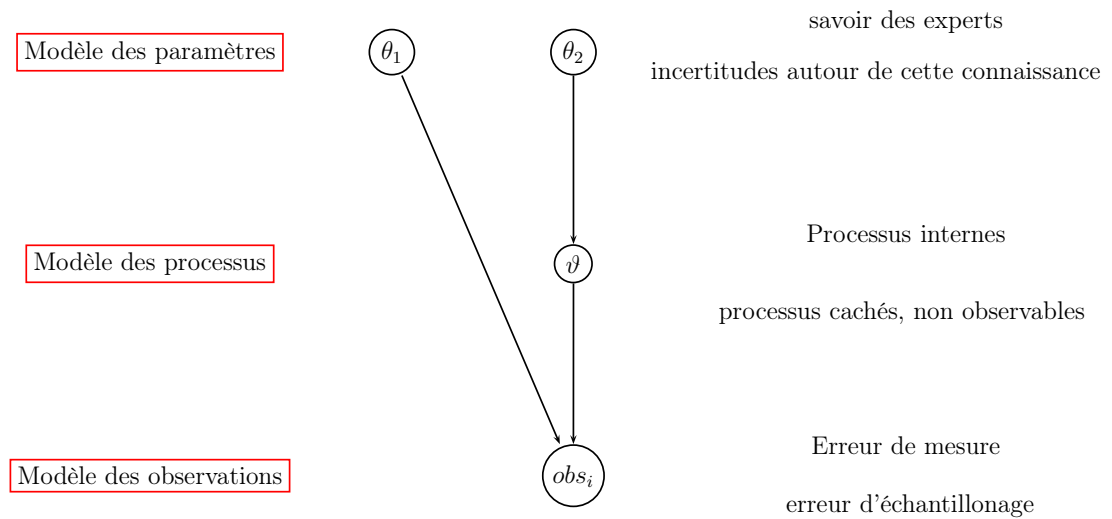 savoir des experts
Modèle des paramètres θ₁ θ₂
incertitudes autour de cette connaissance
Processus internes
Modèle des processus ϑ
processus cachés, non observables
Erreur de mesure
Modèle des observations obsᵢ
erreur d'échantillonage